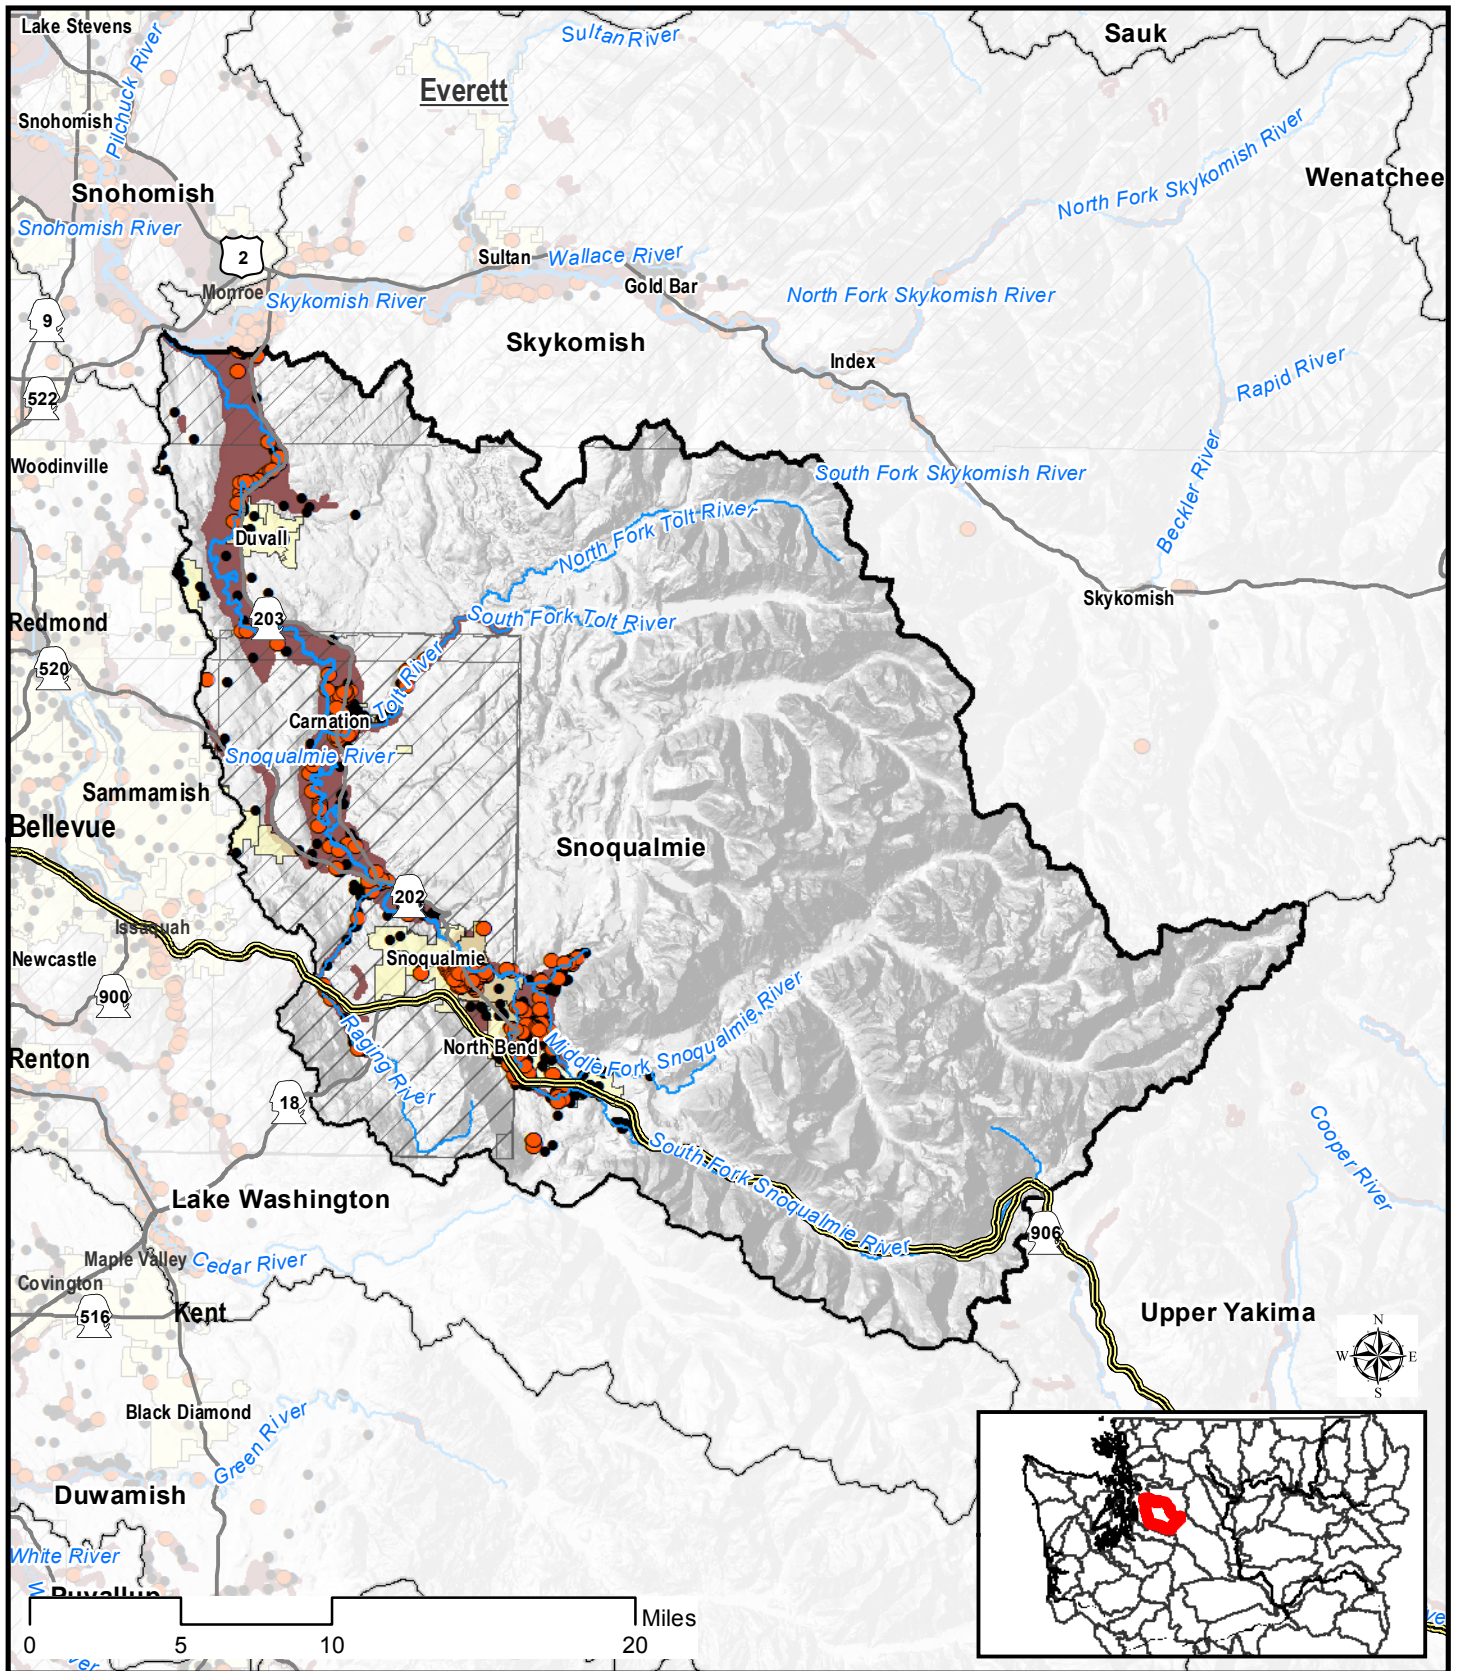 Lake Stevens
Pilchuck River
Sultan River
Sauk
Everett
Snohomish
North Fork Skykomish River
Wenatchee
Snohomish
Snohomish River
2
Sultan
Wallace River
Gold Bar
Monroe
Skykomish River
North Fork Skykomish River
9
Skykomish
Index
Rapid River
522
Woodinville
South Fork Skykomish River
Beckler River
North Fork Tolt River
Duvall
Skykomish
Redmond
203
South Fork Tolt River
520
Tolt River
Carnation
Snoqualmie River
Sammamish
Bellevue
Snoqualmie
202
Issaquah
Newcastle
Snoqualmie
900
Middle Fork Snoqualmie River
Raging River
North Bend
Renton
18
Cooper River
South Fork Snoqualmie River
Lake Washington
906
Maple Valley
Cedar River
Covington
516
Kent
Upper Yakima
N
W
E
S
Black Diamond
Green River
Duwamish
White River
W
Puyallup
Miles
0
5
10
20
ver
ve